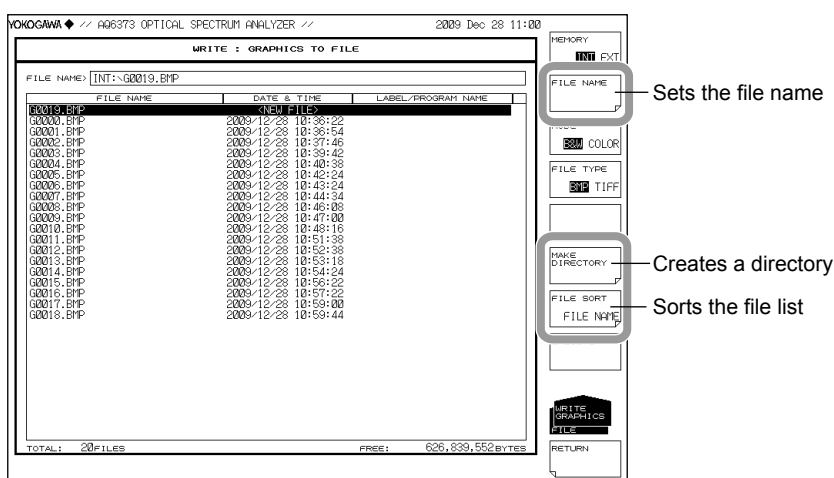 YOKOGAWA ◆ // AQ6373 OPTICAL SPECTRUM ANALYZER // 2009 Dec 28 11:00
WRITE : GRAPHICS TO FILE
FILE NAME> INT:\G0019.BMP
FILE NAME DATE & TIME LABEL/PROGRAM NAME
G0019.BMP <NEW FILE>
G0000.BMP 2009/12/28 10:36:22
G0001.BMP 2009/12/28 10:36:54
G0002.BMP 2009/12/28 10:37:46
G0003.BMP 2009/12/28 10:39:42
G0004.BMP 2009/12/28 10:40:38
G0005.BMP 2009/12/28 10:42:24
G0006.BMP 2009/12/28 10:43:24
G0007.BMP 2009/12/28 10:44:34
G0008.BMP 2009/12/28 10:46:08
G0009.BMP 2009/12/28 10:47:00
G0010.BMP 2009/12/28 10:48:16
G0011.BMP 2009/12/28 10:51:38
G0012.BMP 2009/12/28 10:52:38
G0013.BMP 2009/12/28 10:53:18
G0014.BMP 2009/12/28 10:54:24
G0015.BMP 2009/12/28 10:56:22
G0016.BMP 2009/12/28 10:57:22
G0017.BMP 2009/12/28 10:59:00
G0018.BMP 2009/12/28 10:59:44
TOTAL: 20FILES FREE: 626,839,552BYTES
MEMORY
INT EXT
FILE NAME
Sets the file name
B&W COLOR
FILE TYPE
BMP TIFF
MAKE
DIRECTORY
Creates a directory
FILE SORT
FILE NAME
Sorts the file list
WRITE
GRAPHICS
FILE
RETURN